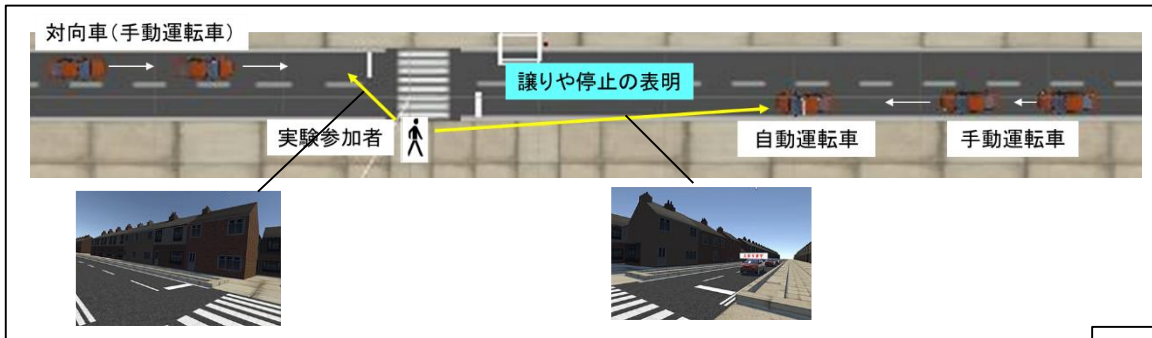 対向車(手動運転車)
譲りや停止の表明
実験参加者
自動運転車
手動運転車